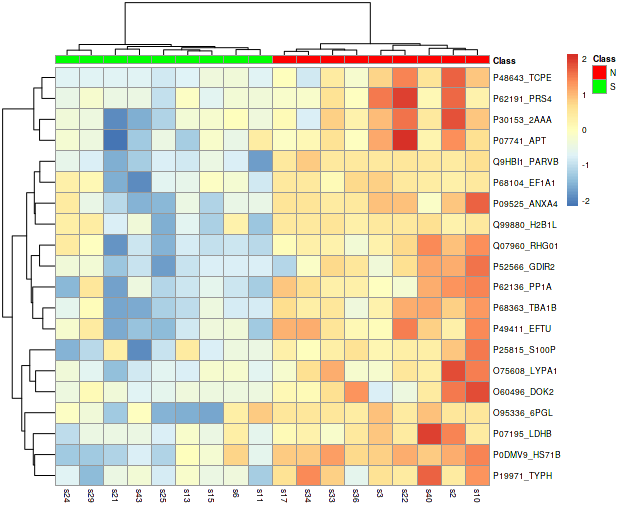 Class
P48643_TCPE
P62191_PRS4
P30153_2AAA
P07741_APT
Q9HBI1_PARVB
P68104_EF1A1
P09525_ANXA4
Q99880_H2B1L
Q07960_RHG01
P52566_GDIR2
P62136_PP1A
P68363_TBA1B
P49411_EFTU
P25815_S100P
O75608_LYPA1
O60496_DOK2
O95336_6PGL
P07195_LDHB
P0DMV9_HS71B
P19971_TYPH
s24 s29 s21 s43 s25 s13 s15 s6 s11 s17 s34 s33 s36 s3 s22 s40 s2 s10
2
1
0
-1
-2
Class
N
S